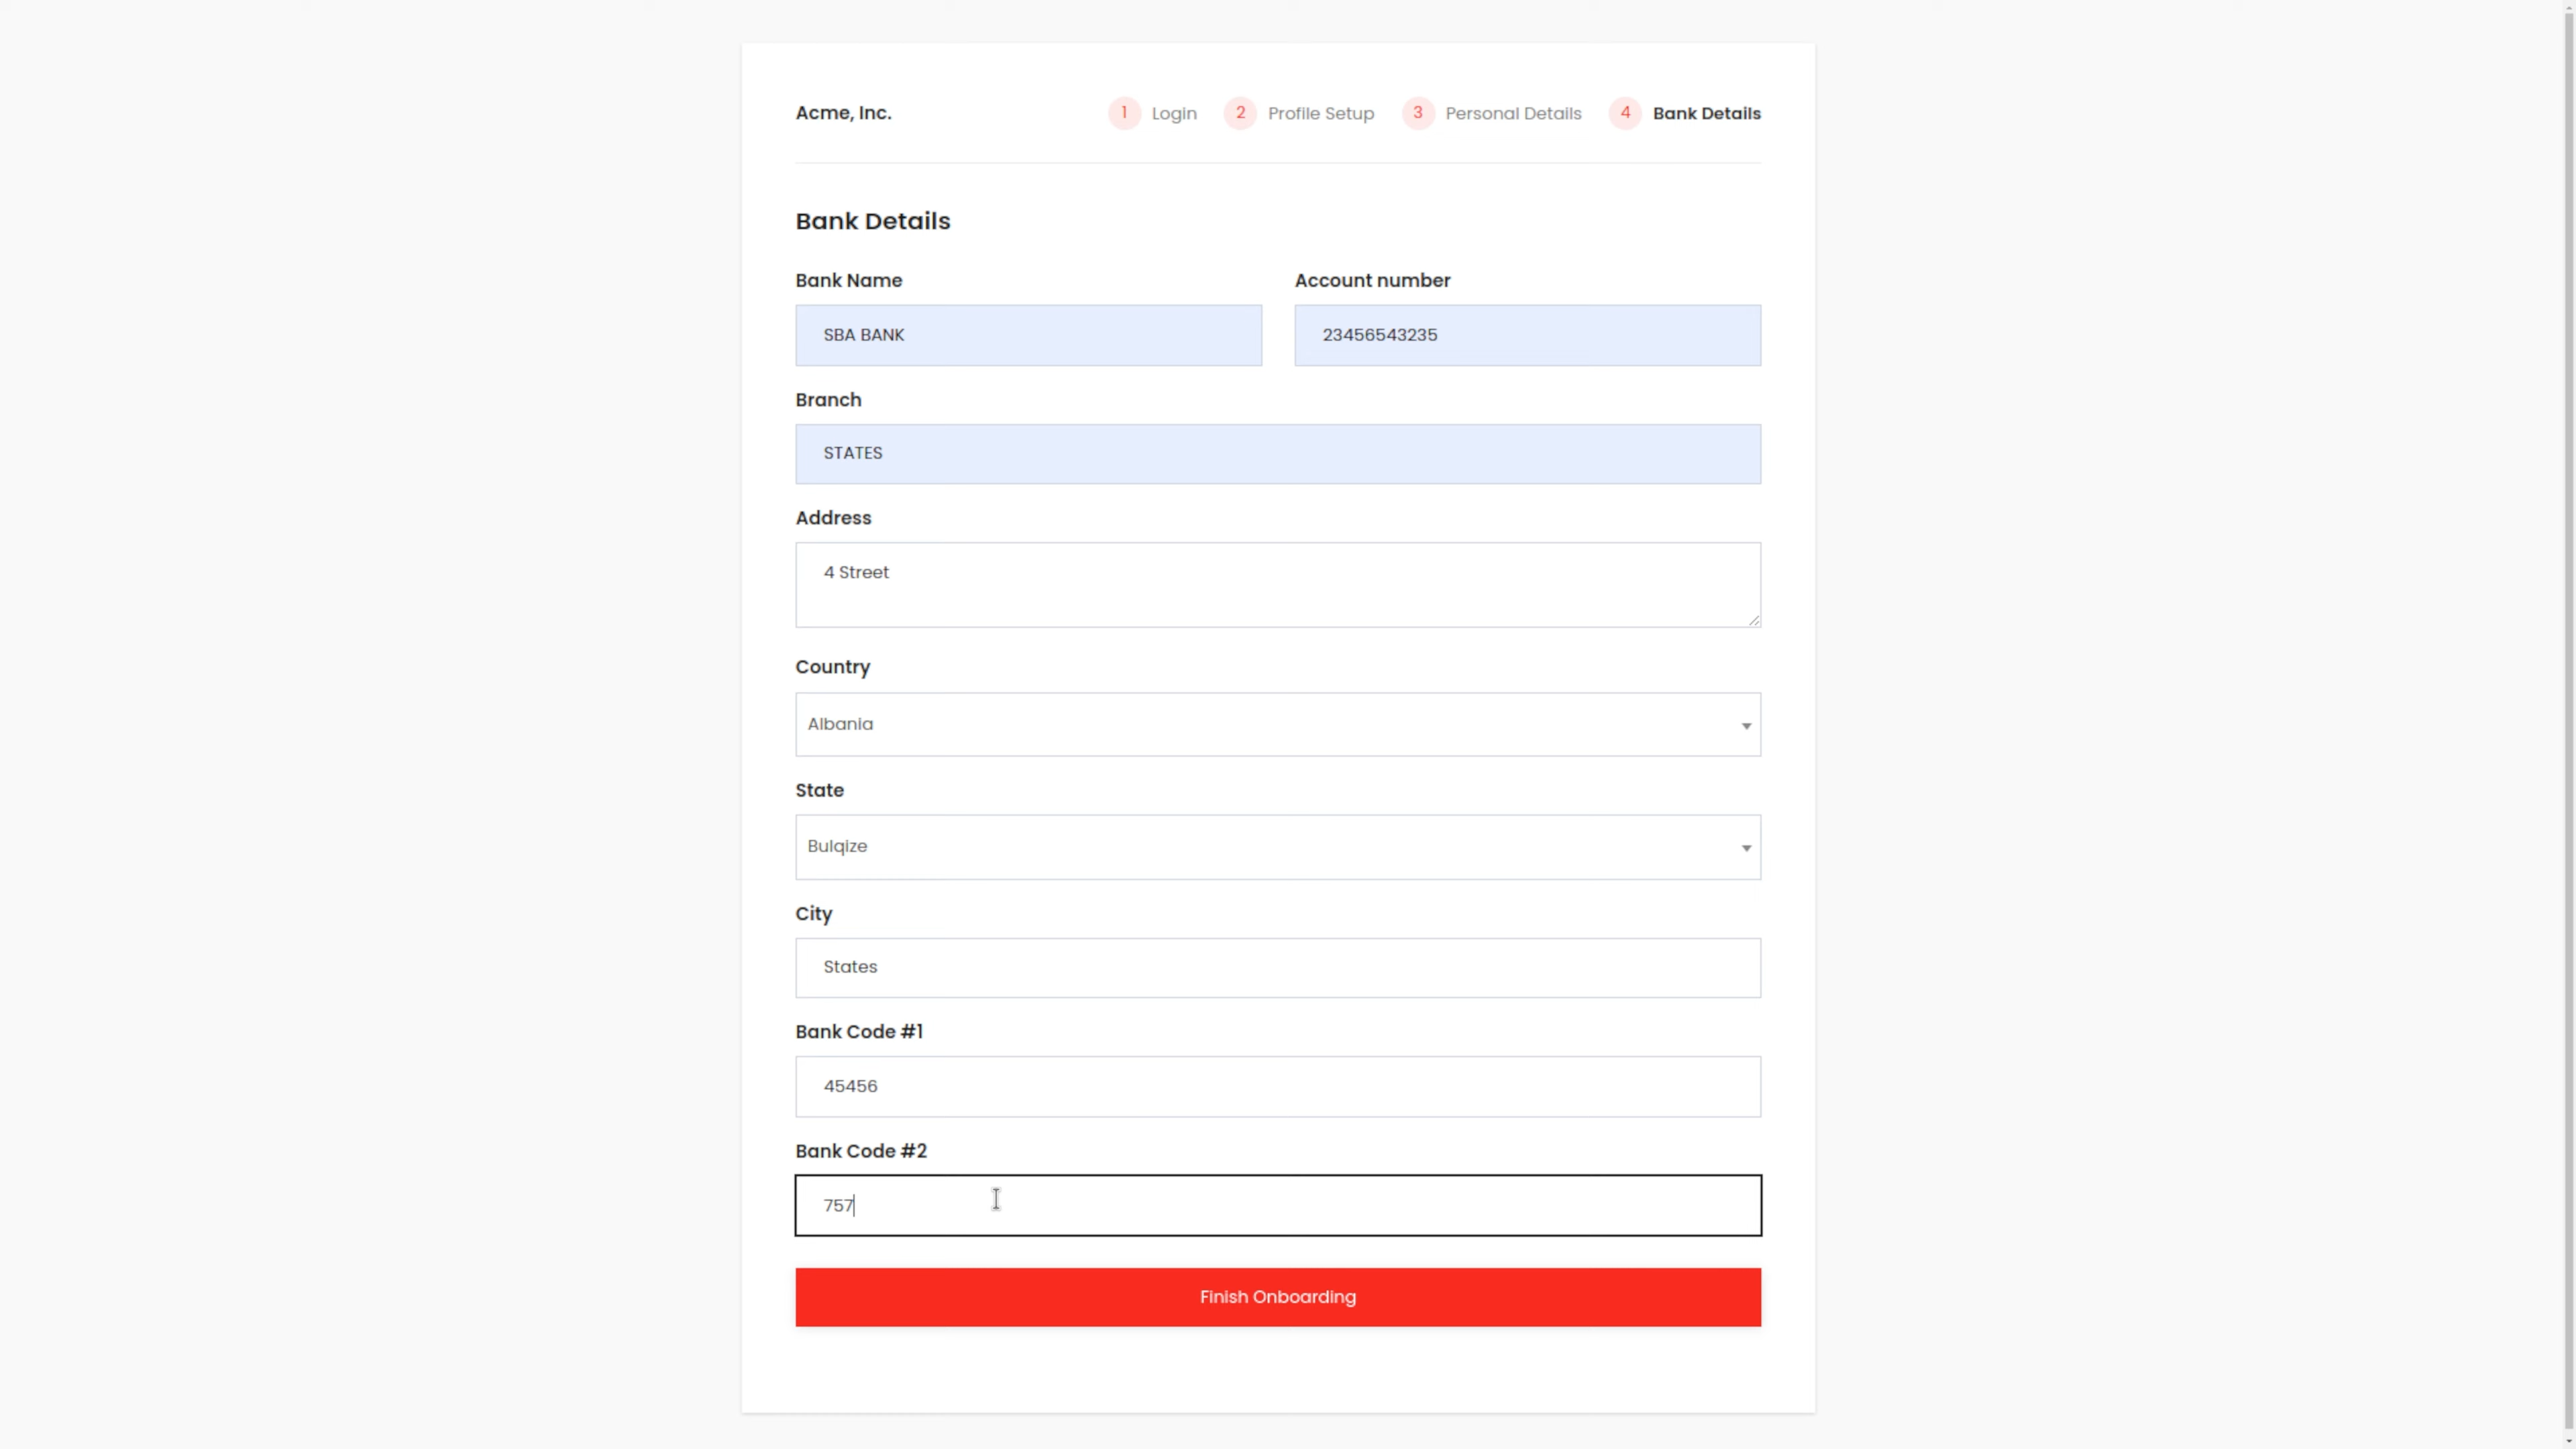 Acme, Inc.
1 Login 2 Profile Setup 3 Personal Details 4 Bank Details
Bank Details
Bank Name Account number
SBA BANK 23456543235
Branch
STATES
Address
4 Street
Country
Albania
State
Bulqize
City
States
Bank Code #1
45456
Bank Code #2
757
Finish Onboarding